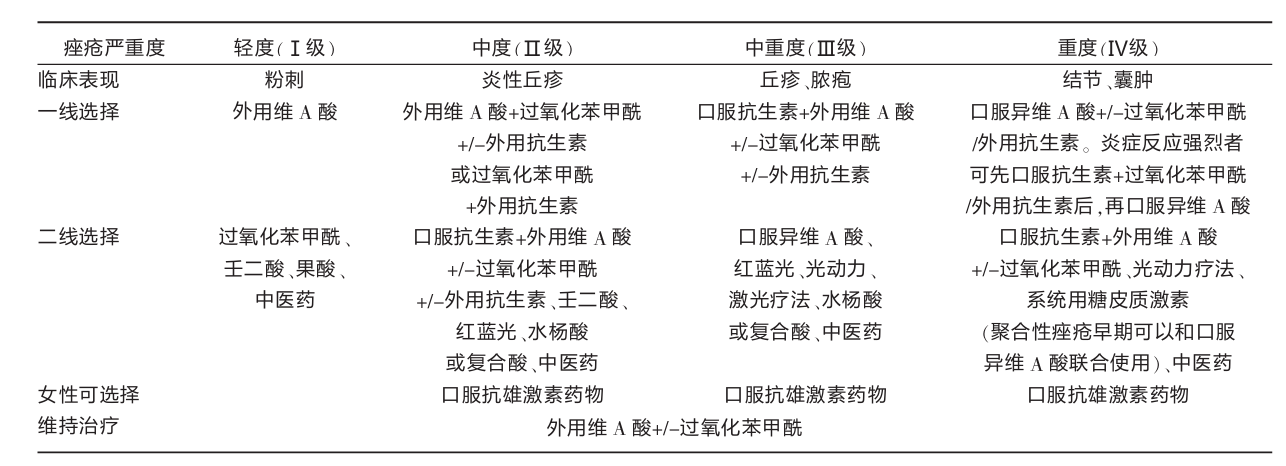 痤疮严重度 轻度(Ⅰ级) 中度(Ⅱ级) 中重度(Ⅲ级) 重度(Ⅳ级)
临床表现 粉刺 炎性丘疹 丘疹、脓疱 结节、囊肿
一线选择 外用维 A 酸 外用维 A 酸+过氧化苯甲酰 口服抗生素+外用维 A 酸 口服异维 A 酸+/–过氧化苯甲酰
+/–外用抗生素 +/–过氧化苯甲酰 /外用抗生素。炎症反应强烈者
或过氧化苯甲酰 +/–外用抗生素 可先口服抗生素+过氧化苯甲酰
+外用抗生素 /外用抗生素后,再口服异维 A 酸
二线选择 过氧化苯甲酰、 口服抗生素+外用维 A 酸 口服异维 A 酸、 口服抗生素+外用维 A 酸
壬二酸、果酸、 +/–过氧化苯甲酰 红蓝光、光动力、 +/–过氧化苯甲酰、光动力疗法、
中医药 +/–外用抗生素、壬二酸、 激光疗法、水杨酸 系统用糖皮质激素
红蓝光、水杨酸 或复合酸、中医药 (聚合性痤疮早期可以和口服
或复合酸、中医药 异维 A 酸联合使用)、中医药
女性可选择 口服抗雄激素药物 口服抗雄激素药物 口服抗雄激素药物
维持治疗 外用维 A 酸+/–过氧化苯甲酰